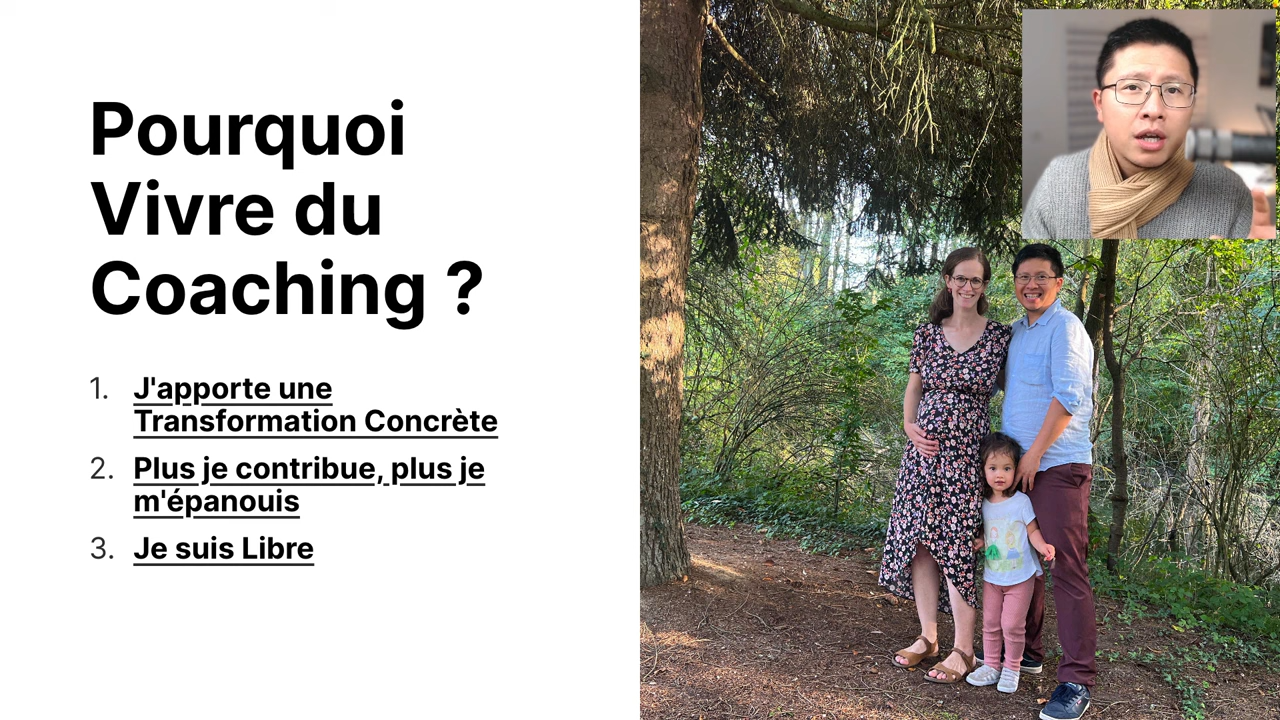 Pourquoi
Vivre du
Coaching ?
1. J'apporte une
Transformation Concrète
2. Plus je contribue, plus je
m'épanouis
3. Je suis Libre